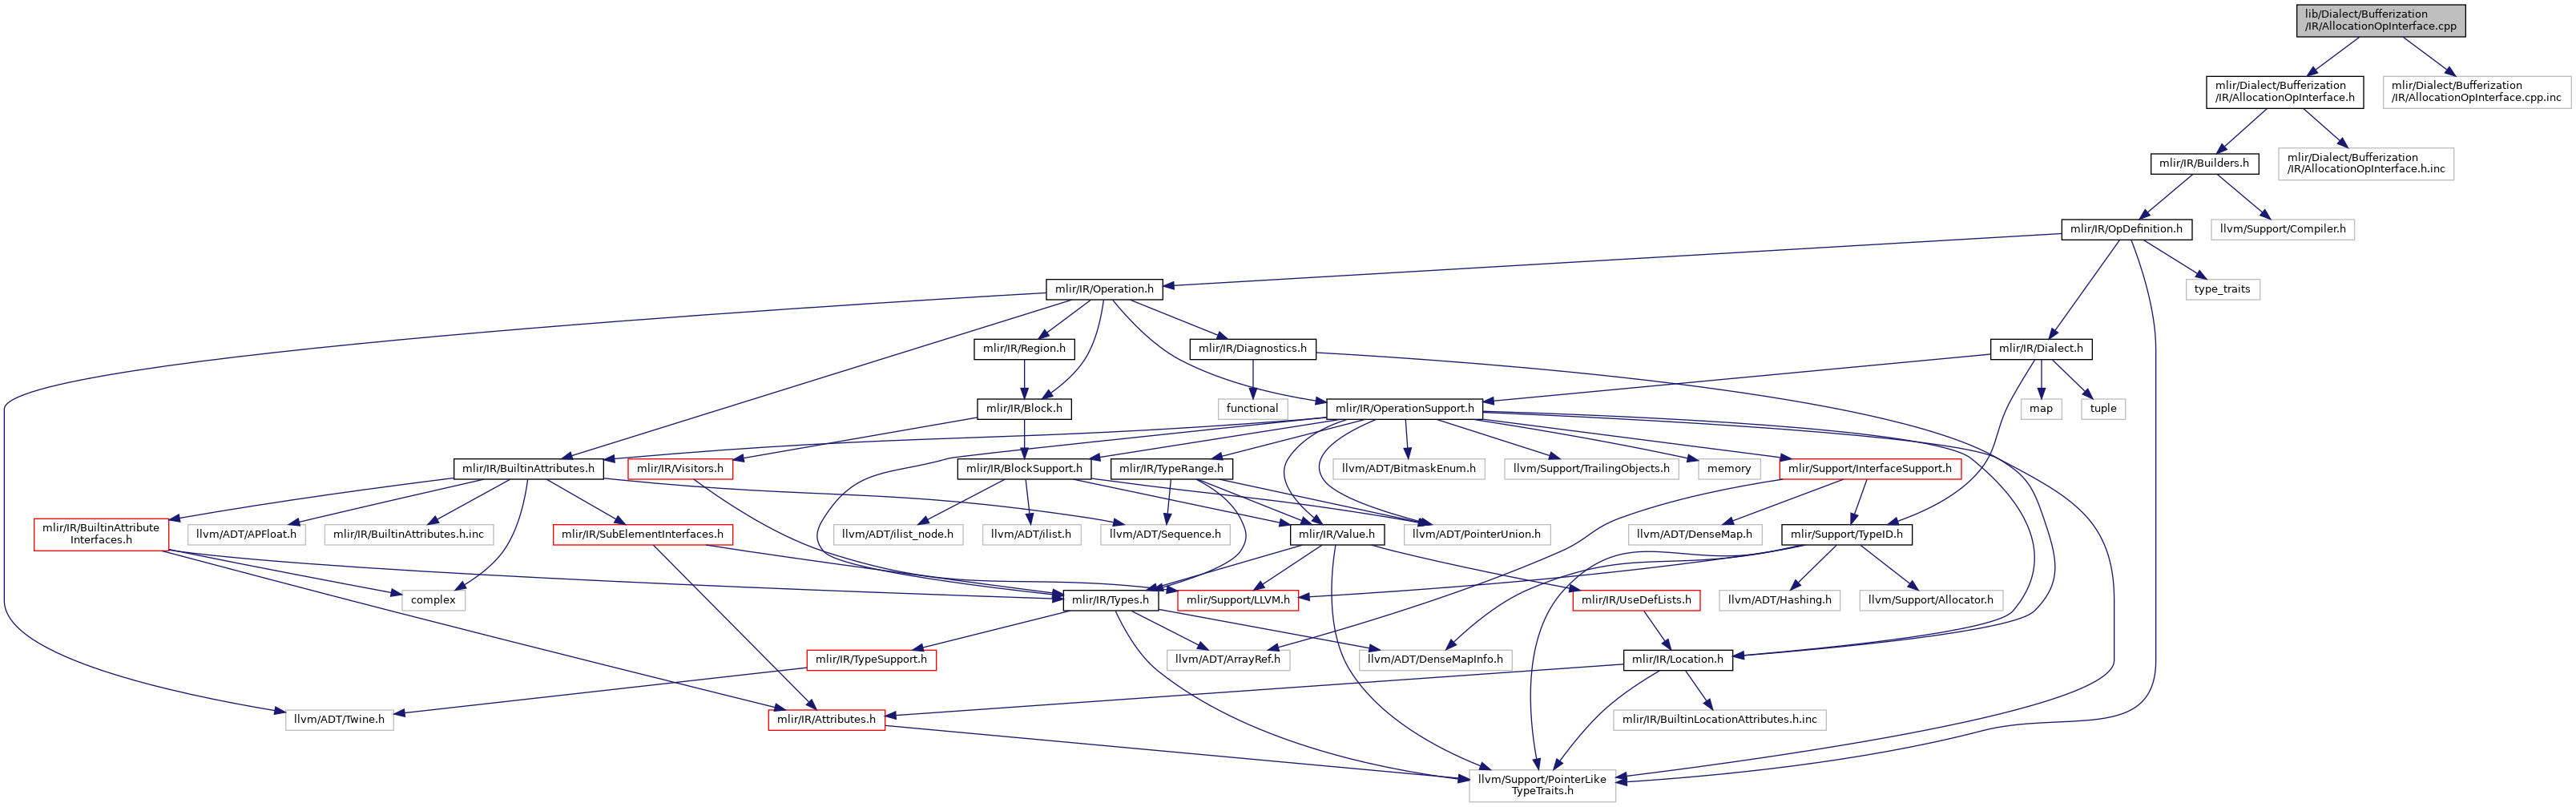 lib/Dialect/Bufferization
/IR/AllocationOpInterface.cpp
mlir/Dialect/Bufferization
/IR/AllocationOpInterface.h
mlir/Dialect/Bufferization
/IR/AllocationOpInterface.cpp.inc
mlir/IR/Builders.h
mlir/Dialect/Bufferization
/IR/AllocationOpInterface.h.inc
mlir/IR/OpDefinition.h
llvm/Support/Compiler.h
mlir/IR/Operation.h
type_traits
mlir/IR/Region.h
mlir/IR/Diagnostics.h
mlir/IR/Dialect.h
mlir/IR/Block.h
functional
mlir/IR/OperationSupport.h
map
tuple
mlir/IR/BuiltinAttributes.h
mlir/IR/Visitors.h
mlir/IR/BlockSupport.h
mlir/IR/TypeRange.h
llvm/ADT/BitmaskEnum.h
llvm/Support/TrailingObjects.h
memory
mlir/Support/InterfaceSupport.h
mlir/IR/BuiltinAttribute
Interfaces.h
llvm/ADT/APFloat.h
mlir/IR/BuiltinAttributes.h.inc
mlir/IR/SubElementInterfaces.h
llvm/ADT/ilist_node.h
llvm/ADT/ilist.h
llvm/ADT/Sequence.h
mlir/IR/Value.h
llvm/ADT/PointerUnion.h
llvm/ADT/DenseMap.h
mlir/Support/TypeID.h
complex
mlir/IR/Types.h
mlir/Support/LLVM.h
mlir/IR/UseDefLists.h
llvm/ADT/Hashing.h
llvm/Support/Allocator.h
mlir/IR/TypeSupport.h
llvm/ADT/ArrayRef.h
llvm/ADT/DenseMapInfo.h
mlir/IR/Location.h
llvm/ADT/Twine.h
mlir/IR/Attributes.h
mlir/IR/BuiltinLocationAttributes.h.inc
llvm/Support/PointerLike
TypeTraits.h